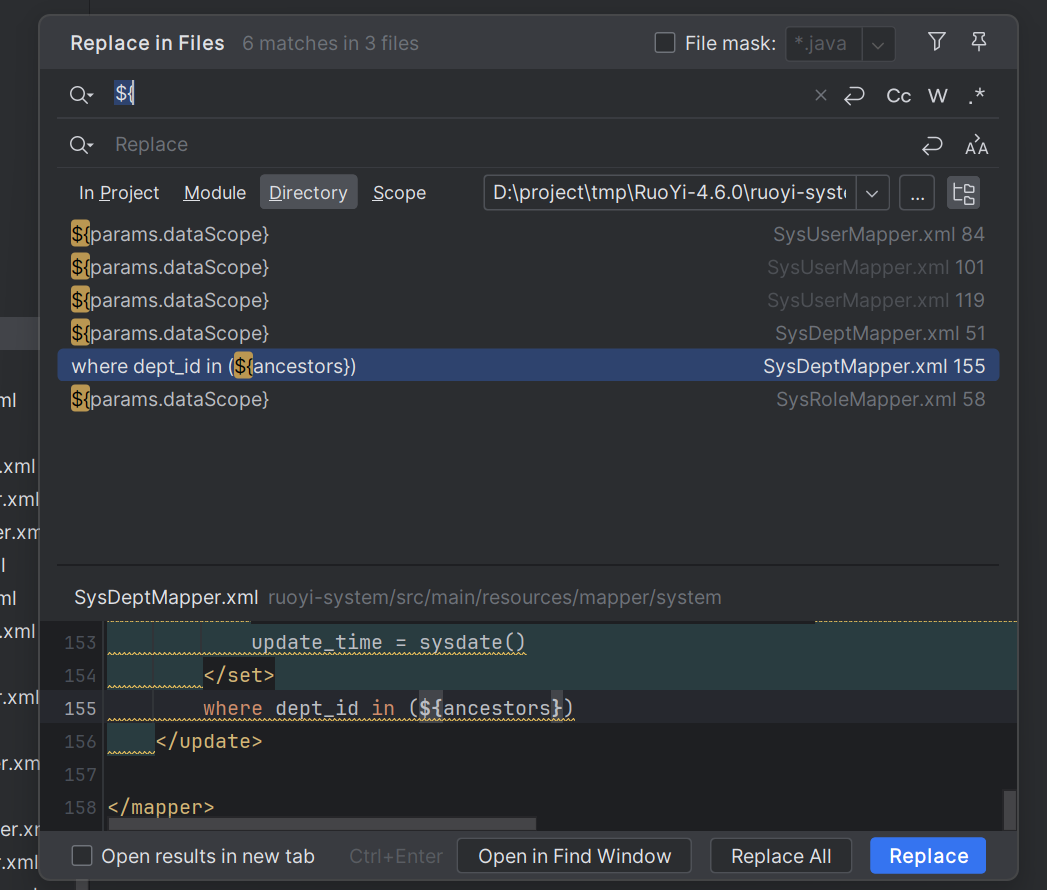 Replace in Files 6 matches in 3 files File mask: *.java
${ × Cc W .*
Replace
In Project Module Directory Scope D:\project\tmp\RuoYi-4.6.0\ruoyi-syste ...
${params.dataScope} SysUserMapper.xml 84
${params.dataScope} SysUserMapper.xml 101
${params.dataScope} SysUserMapper.xml 119
${params.dataScope} SysDeptMapper.xml 51
where dept_id in (${ancestors}) SysDeptMapper.xml 155
${params.dataScope} SysRoleMapper.xml 58
ml
.xml
r.xml
er.xm
l
ml
.xml
r.xml
er.xm
er.xr
.xml
SysDeptMapper.xml ruoyi-system/src/main/resources/mapper/system
153 update_time = sysdate()
154 </set>
155 where dept_id in (${ancestors})
156 </update>
157
158 </mapper>
Open results in new tab Ctrl+Enter Open in Find Window Replace All Replace